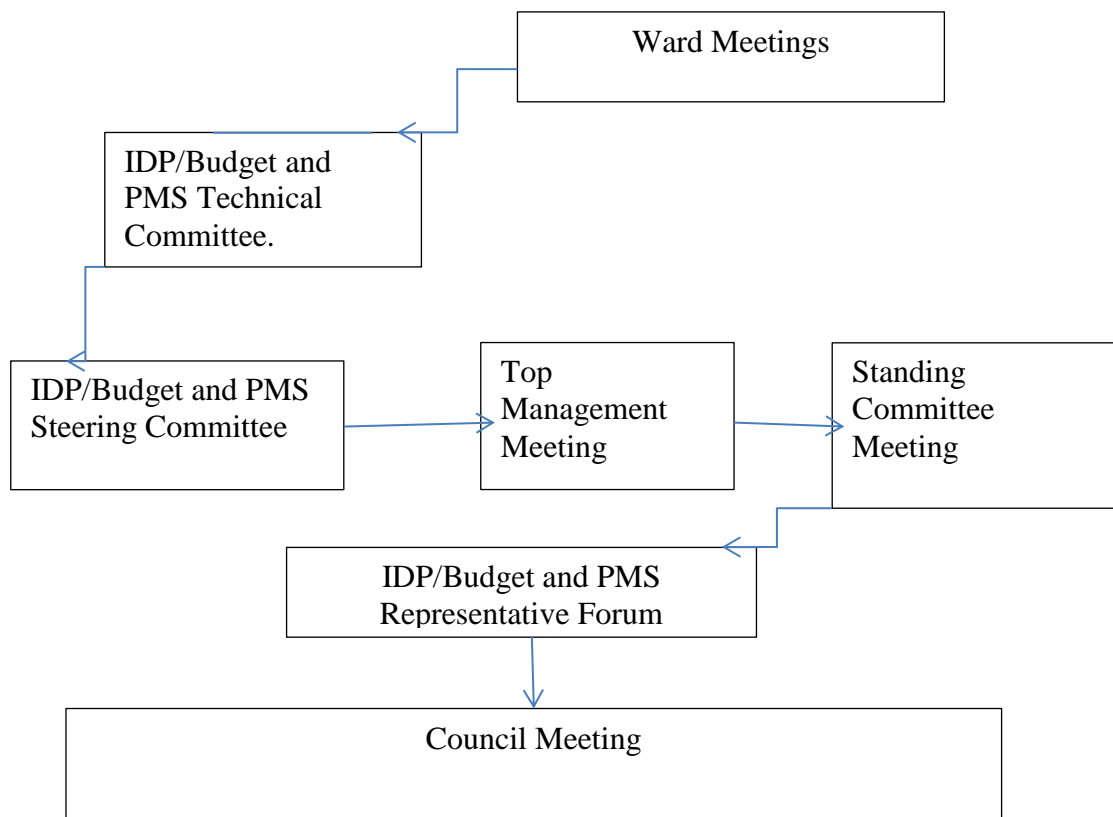 Ward Meetings
IDP/Budget and
PMS Technical
Committee.
IDP/Budget and PMS
Steering Committee
Top
Management
Meeting
Standing
Committee
Meeting
IDP/Budget and PMS
Representative Forum
Council Meeting